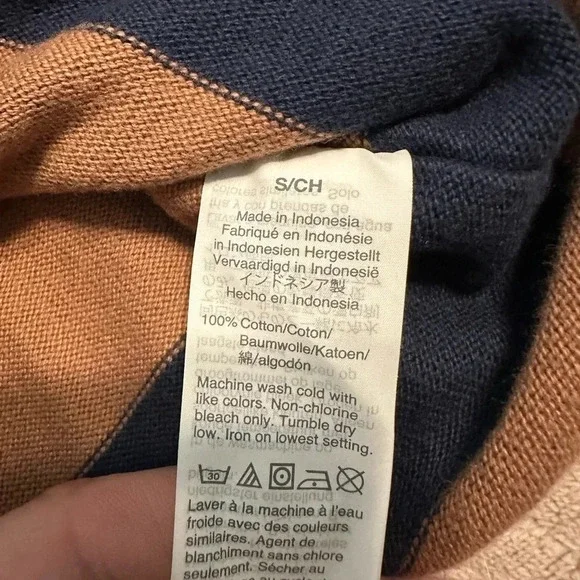 S/CH
Made in Indonesia
Fabriqué en Indonésie
in Indonesien Hergestellt
Vervaardigd in Indonesië
インドネシア製
Hecho en Indonesia
100% Cotton/Coton/
Baumwolle/Katoen/
綿/algodón
Machine wash cold with
like colors. Non-chlorine
bleach only. Tumble dry
low. Iron on lowest setting.
30
Laver à la machine à l'eau
froide avec des couleurs
similaires. Agent de
blanchiment sans chlore
seulement. Sécher au